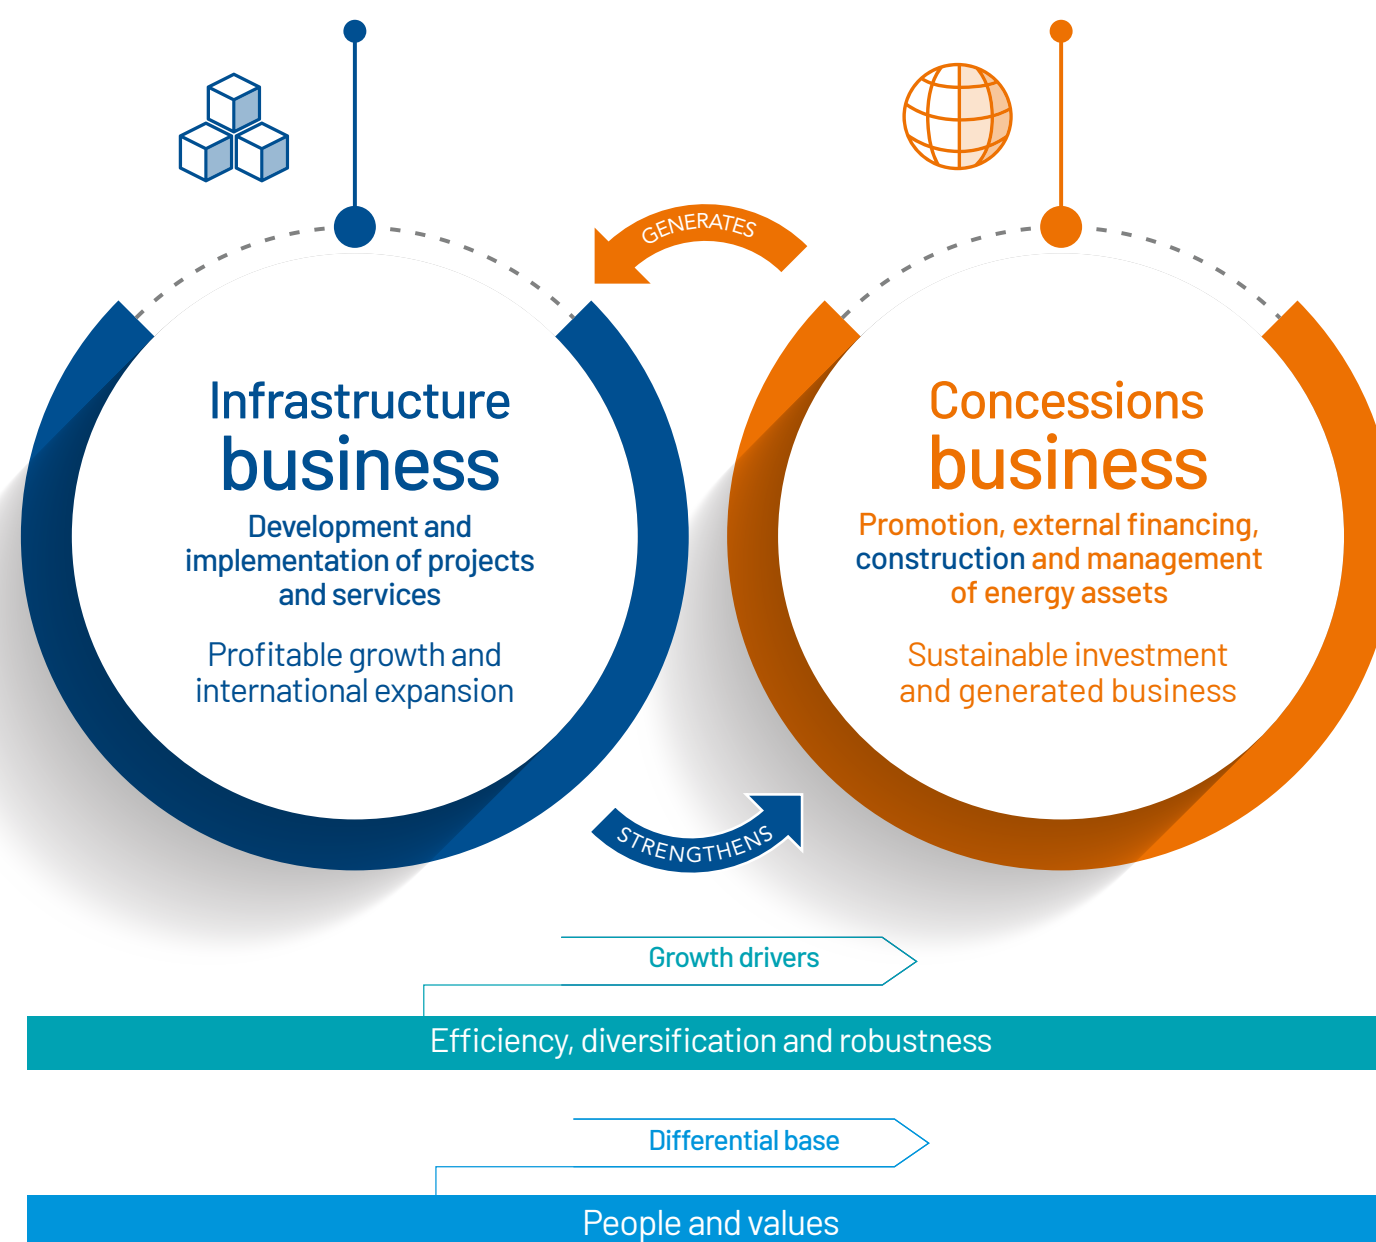 GENERATES
Infrastructure
business
Development and
implementation of projects
and services
Profitable growth and
international expansion
Concessions
business
Promotion, external financing,
construction and management
of energy assets
Sustainable investment
and generated business
STRENGTHENS
Growth drivers
Efficiency, diversification and robustness
Differential base
People and values